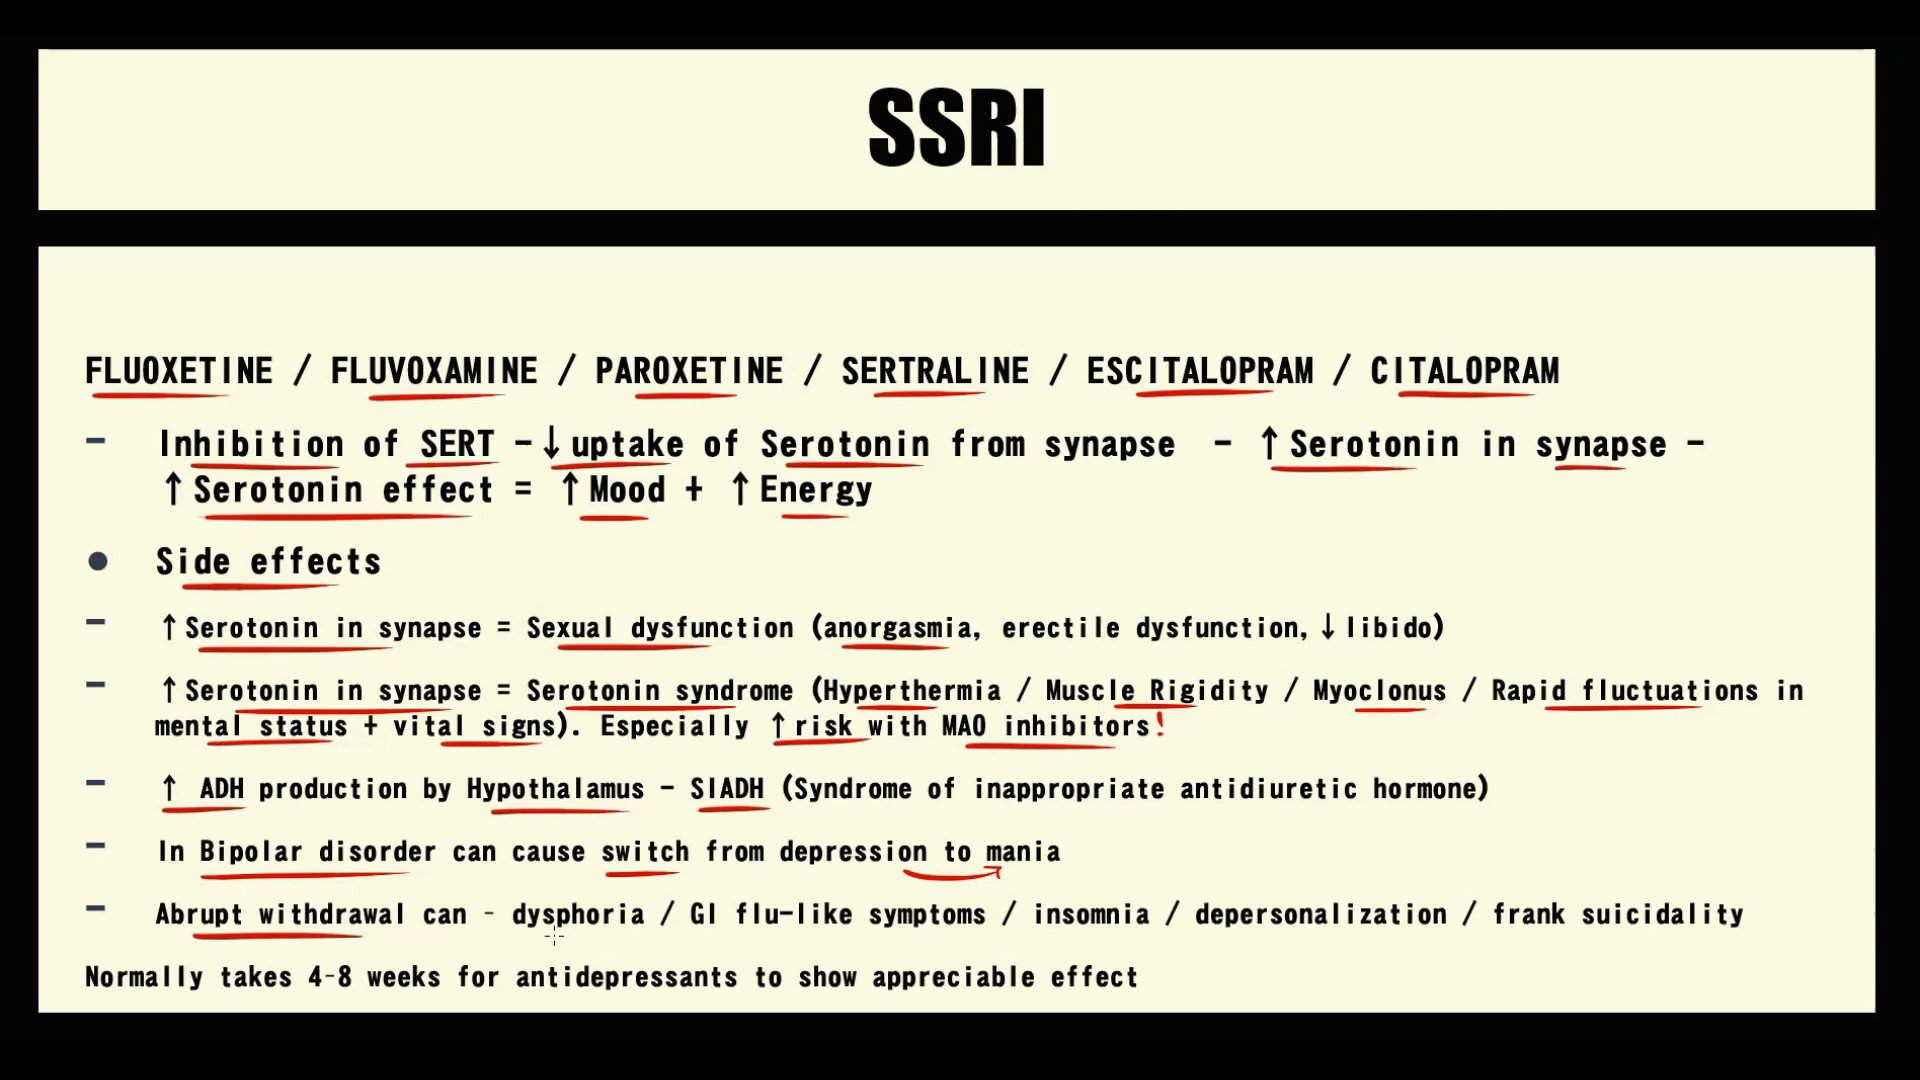 SSRI
FLUOXETINE / FLUVOXAMINE / PAROXETINE / SERTRALINE / ESCITALOPRAM / CITALOPRAM
- Inhibition of SERT -↓uptake of Serotonin from synapse - ↑Serotonin in synapse -
↑Serotonin effect = ↑Mood + ↑Energy
● Side effects
- ↑Serotonin in synapse = Sexual dysfunction (anorgasmia, erectile dysfunction,↓libido)
- ↑Serotonin in synapse = Serotonin syndrome (Hyperthermia / Muscle Rigidity / Myoclonus / Rapid fluctuations in
mental status + vital signs). Especially ↑risk with MAO inhibitors!
- ↑ ADH production by Hypothalamus - SIADH (Syndrome of inappropriate antidiuretic hormone)
- In Bipolar disorder can cause switch from depression to mania
- Abrupt withdrawal can - dysphoria / GI flu-like symptoms / insomnia / depersonalization / frank suicidality
Normally takes 4-8 weeks for antidepressants to show appreciable effect